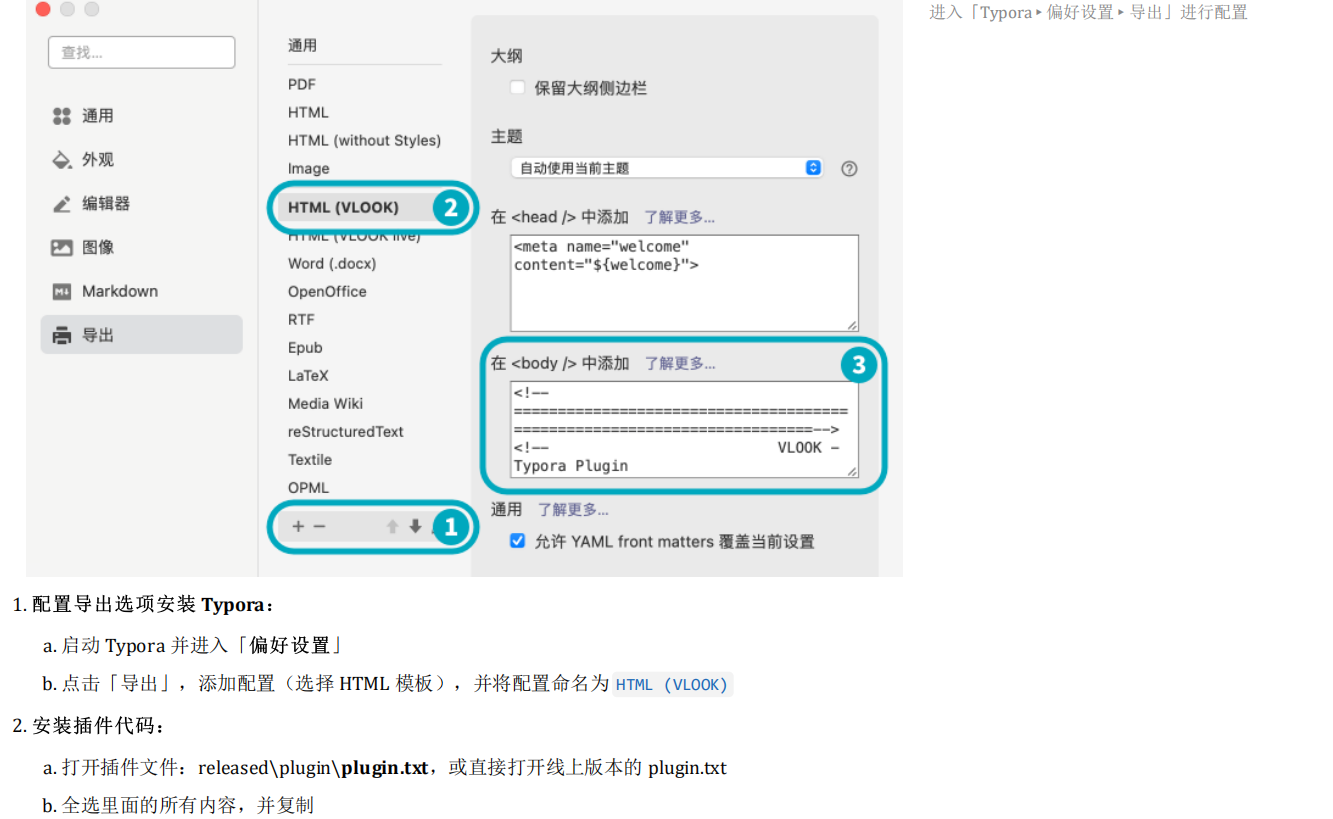 进入「Typora ▸ 偏好设置 ▸ 导出」进行配置
查找...
通用
外观
编辑器
图像
Markdown
导出
通用
PDF
HTML
HTML (without Styles)
Image
HTML (VLOOK)
2
HTML (VLOOK live)
Word (.docx)
OpenOffice
RTF
Epub
LaTeX
Media Wiki
reStructuredText
Textile
OPML
+ −
1
大纲
保留大纲侧边栏
主题
自动使用当前主题
在 <head /> 中添加 了解更多...
<meta name="welcome"
content="${welcome}">
在 <body /> 中添加 了解更多...
3
<!--
======================================
==================================-->
<!-- VLOOK -
Typora Plugin
通用 了解更多...
允许 YAML front matters 覆盖当前设置
1. 配置导出选项安装 Typora：
a. 启动 Typora 并进入「偏好设置」
b. 点击「导出」，添加配置（选择 HTML 模板），并将配置命名为 HTML (VLOOK)
2. 安装插件代码：
a. 打开插件文件：released\plugin\plugin.txt，或直接打开线上版本的 plugin.txt
b. 全选里面的所有内容，并复制